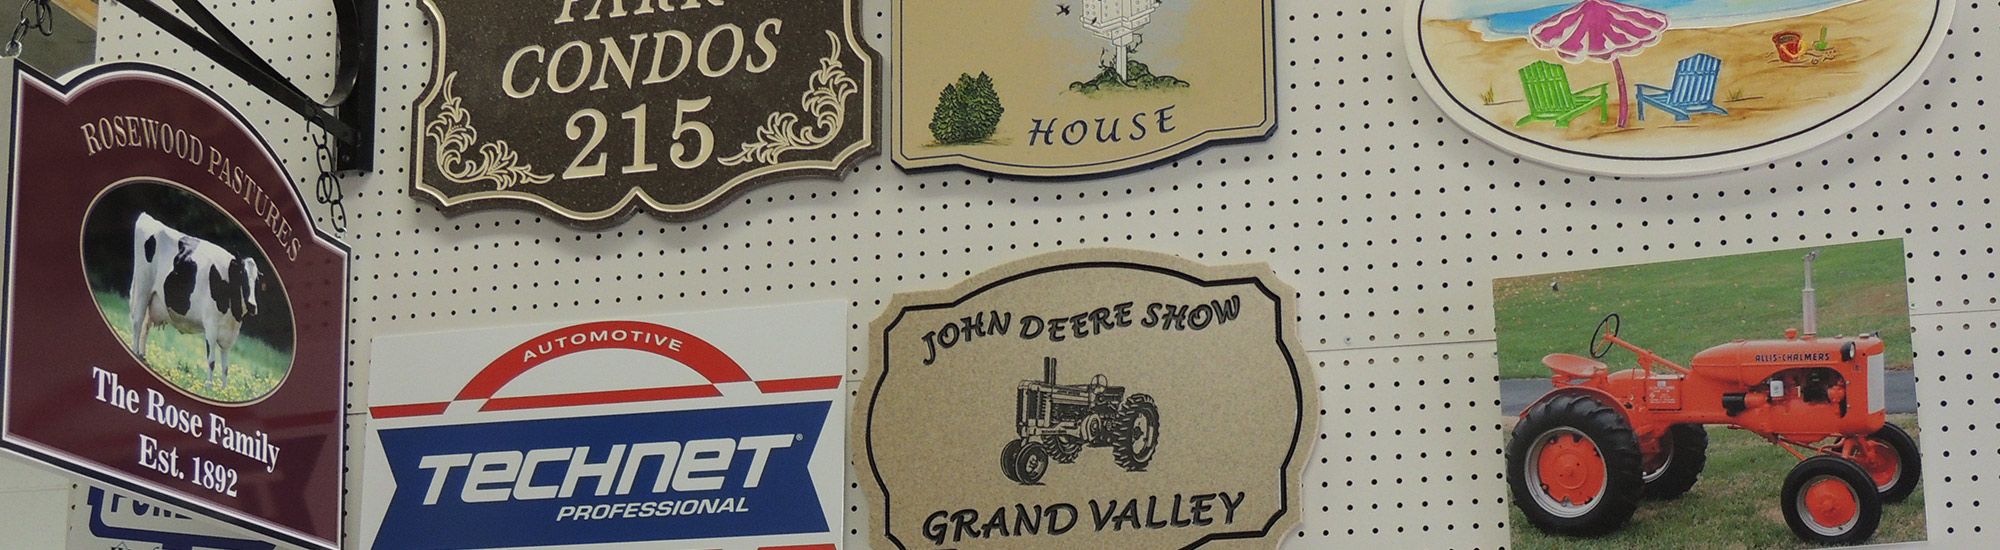 PARK
CONDOS
215
HOUSE
ROSEWOOD PASTURES
The Rose Family
Est. 1892
AUTOMOTIVE
TECHNET®
PROFESSIONAL
JOHN DEERE SHOW
GRAND VALLEY
ALLIS-CHALMERS